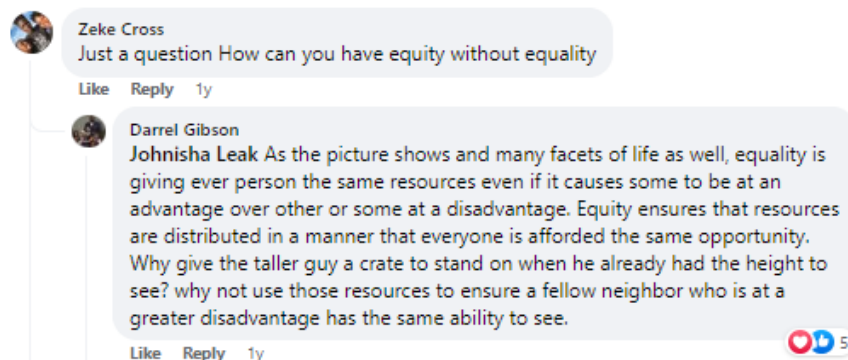 Zeke Cross
Just a question How can you have equity without equality
Like Reply 1y
Darrel Gibson
Johnisha Leak As the picture shows and many facets of life as well, equality is
giving ever person the same resources even if it causes some to be at an
advantage over other or some at a disadvantage. Equity ensures that resources
are distributed in a manner that everyone is afforded the same opportunity.
Why give the taller guy a crate to stand on when he already had the height to
see? why not use those resources to ensure a fellow neighbor who is at a
greater disadvantage has the same ability to see.
5
Like Reply 1y